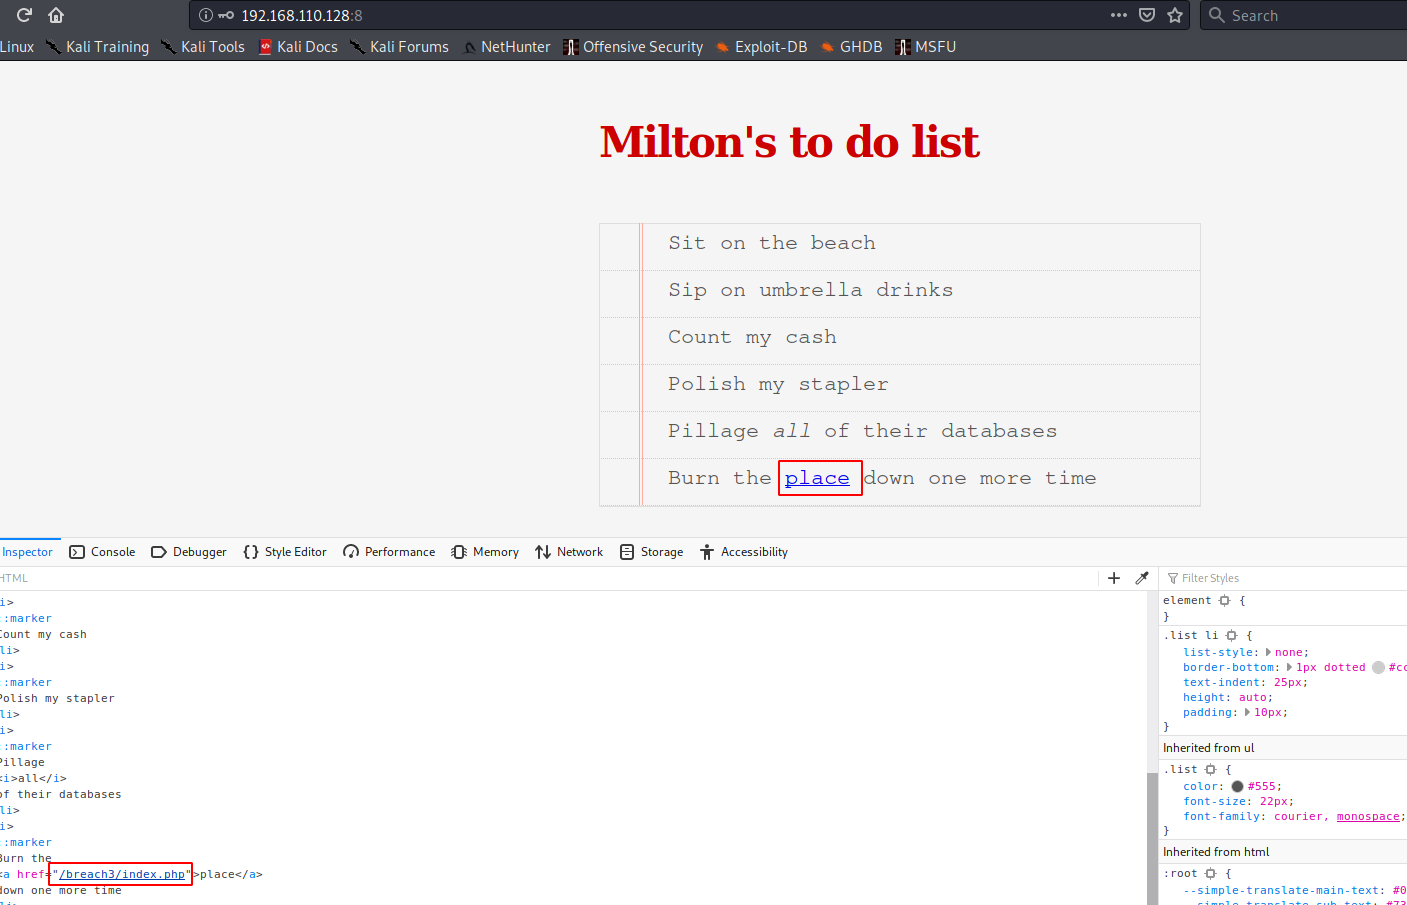 192.168.110.128:8
Search
Linux Kali Training Kali Tools Kali Docs Kali Forums NetHunter Offensive Security Exploit-DB GHDB MSFU
Milton's to do list
Sit on the beach
Sip on umbrella drinks
Count my cash
Polish my stapler
Pillage all of their databases
Burn the place down one more time
Inspector Console Debugger {} Style Editor Performance Memory Network Storage Accessibility
HTML
+
Filter Styles
i>
::marker
Count my cash
li>
i>
::marker
Polish my stapler
li>
i>
::marker
Pillage
<i>all</i>
of their databases
li>
i>
::marker
Burn the
<a href="/breach3/index.php">place</a>
down one more time
element {
}
.list li {
list-style: none;
border-bottom: 1px dotted #cc
text-indent: 25px;
height: auto;
padding: 10px;
}
Inherited from ul
.list {
color: #555;
font-size: 22px;
font-family: courier, monospace;
}
Inherited from html
:root {
--simple-translate-main-text: #0